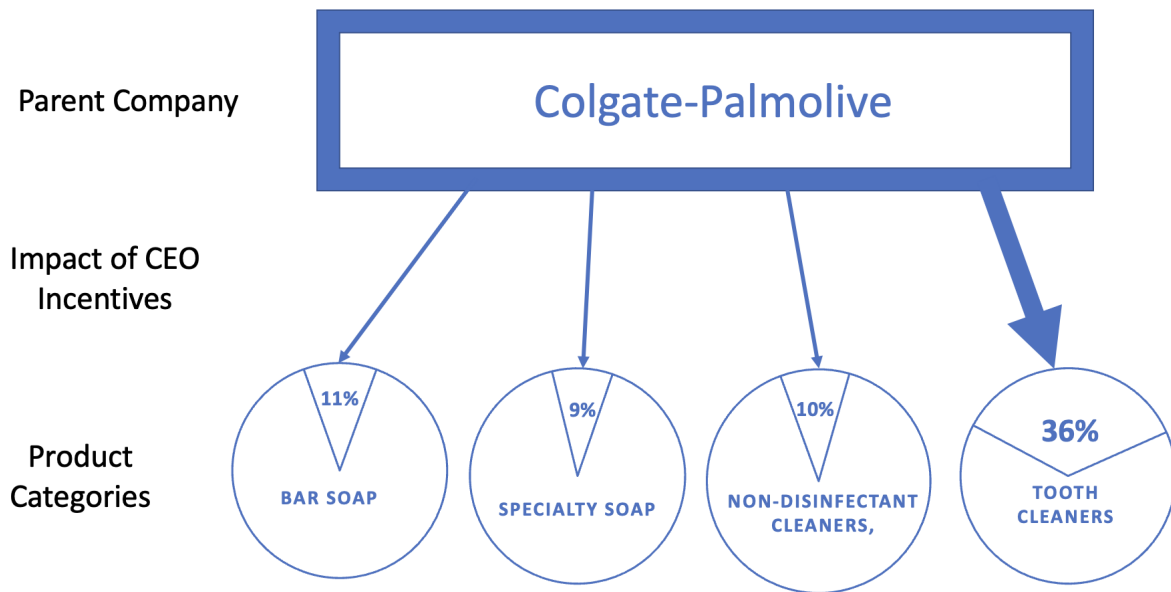 Parent Company
Colgate-Palmolive
Impact of CEO
Incentives
11%
9%
10%
36%
Product
Categories
BAR SOAP
SPECIALTY SOAP
NON-DISINFECTANT
CLEANERS,
TOOTH
CLEANERS